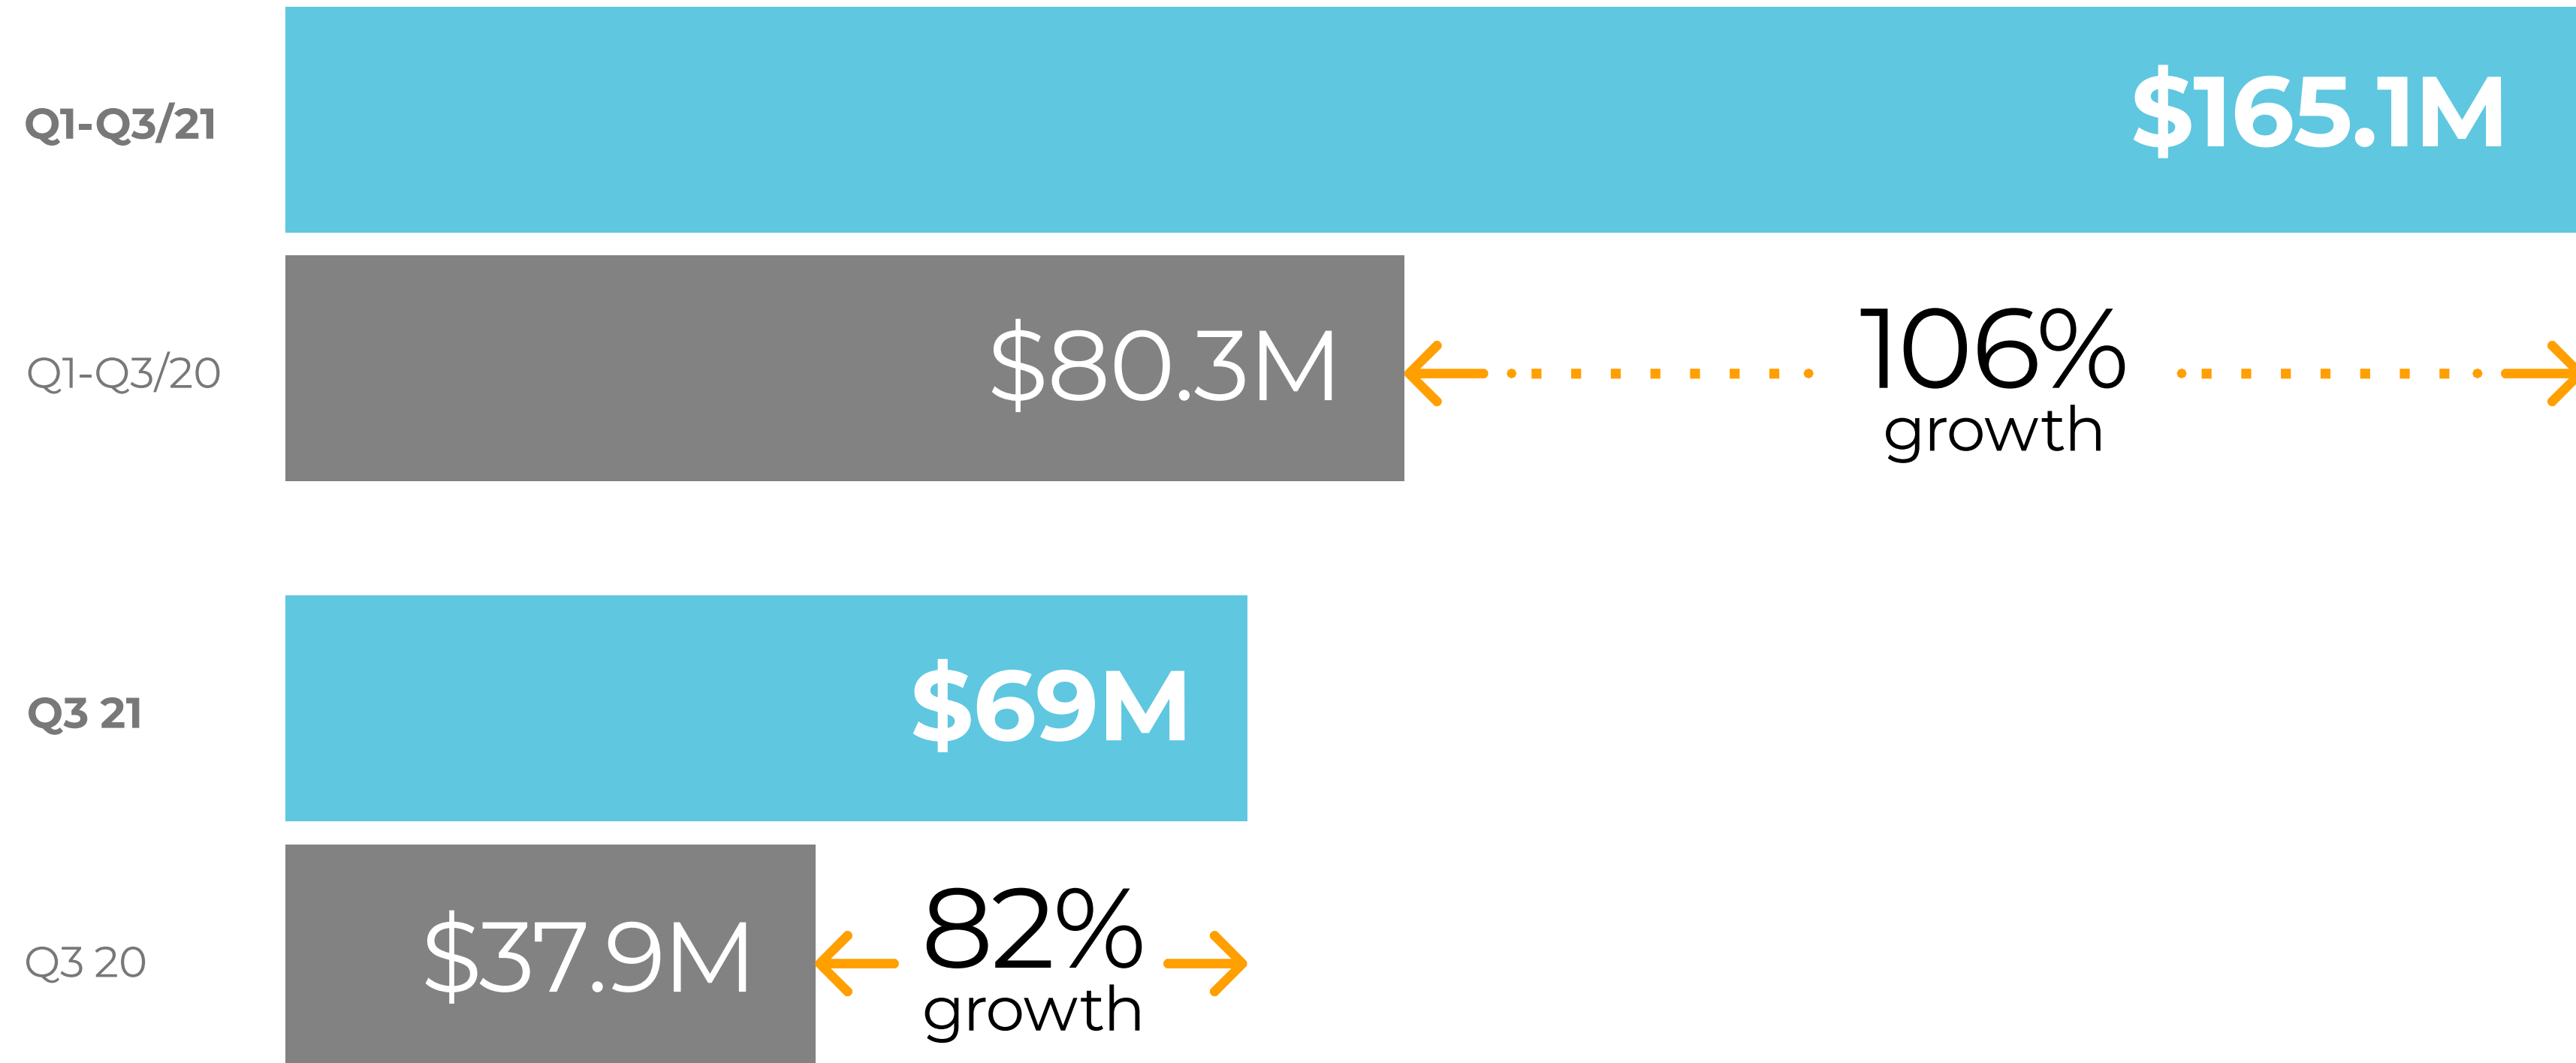 Q1-Q3/21
$165.1M
Q1-Q3/20
$80.3M
106%
growth
Q3 21
$69M
Q3 20
$37.9M
82%
growth